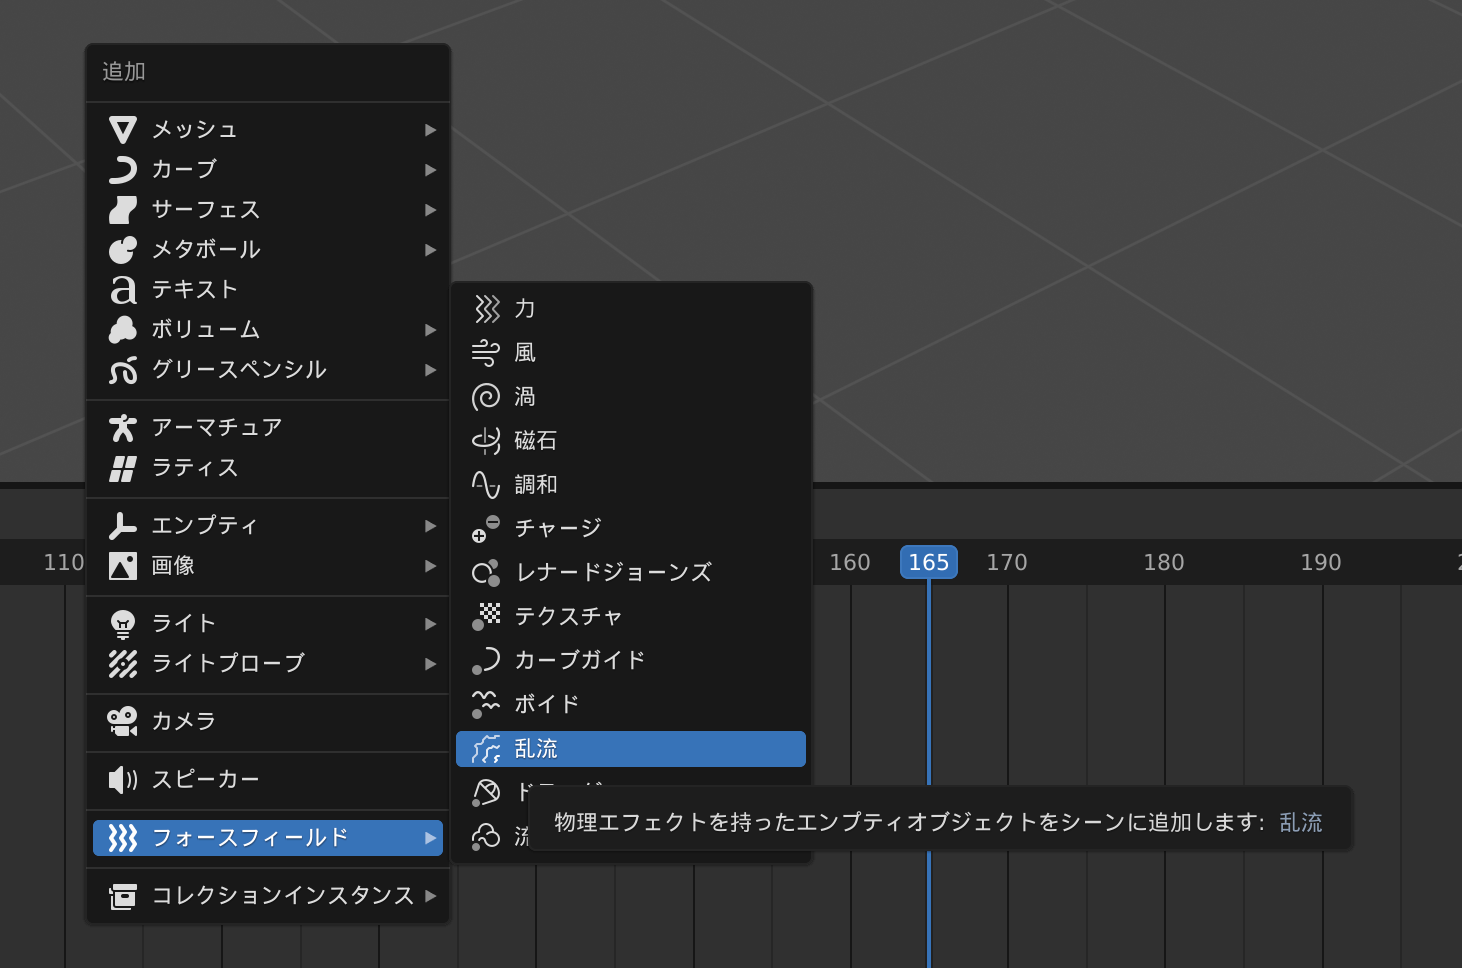 追加
メッシュ
カーブ
サーフェス
メタボール
テキスト
ボリューム
グリースペンシル
アーマチュア
ラティス
エンプティ
画像
ライト
ライトプローブ
カメラ
スピーカー
フォースフィールド
コレクションインスタンス
力
風
渦
磁石
調和
チャージ
レナードジョーンズ
テクスチャ
カーブガイド
ボイド
乱流
流
物理エフェクトを持ったエンプティオブジェクトをシーンに追加します: 乱流
110 160 165 170 180 190